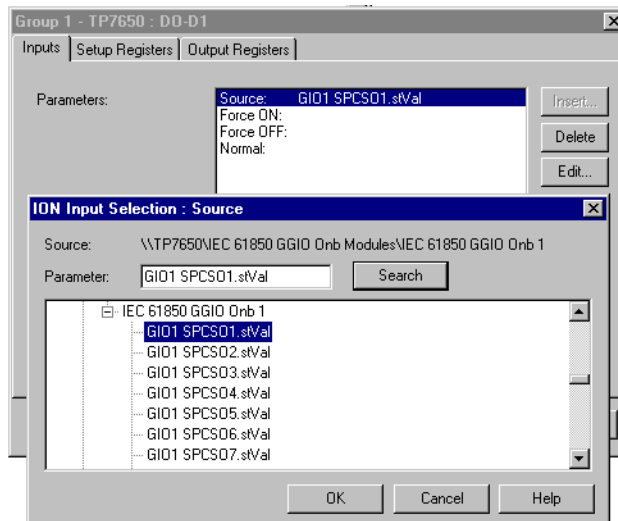 Group 1 - TP7650 : DO-D1
Inputs Setup Registers Output Registers
Parameters:
Source: GIO1 SPCSO1.stVal
Force ON:
Force OFF:
Normal:
Insert...
Delete
Edit...
ION Input Selection : Source
Source: \\TP7650\IEC 61850 GGIO Onb Modules\IEC 61850 GGIO Onb 1
Parameter: GIO1 SPCSO1.stVal Search
IEC 61850 GGIO Onb 1
GIO1 SPCSO1.stVal
GIO1 SPCSO2.stVal
GIO1 SPCSO3.stVal
GIO1 SPCSO4.stVal
GIO1 SPCSO5.stVal
GIO1 SPCSO6.stVal
GIO1 SPCSO7.stVal
OK Cancel Help